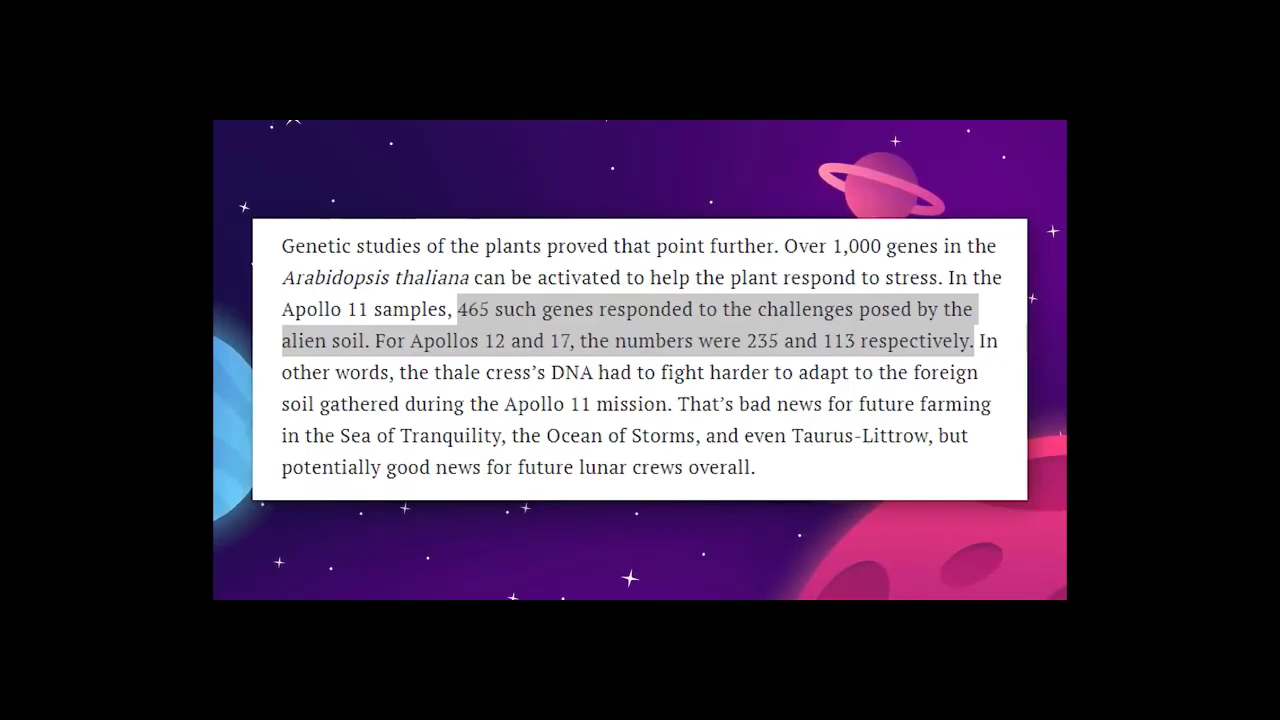 Genetic studies of the plants proved that point further. Over 1,000 genes in the
Arabidopsis thaliana can be activated to help the plant respond to stress. In the
Apollo 11 samples, 465 such genes responded to the challenges posed by the
alien soil. For Apollos 12 and 17, the numbers were 235 and 113 respectively. In
other words, the thale cress’s DNA had to fight harder to adapt to the foreign
soil gathered during the Apollo 11 mission. That’s bad news for future farming
in the Sea of Tranquility, the Ocean of Storms, and even Taurus-Littrow, but
potentially good news for future lunar crews overall.